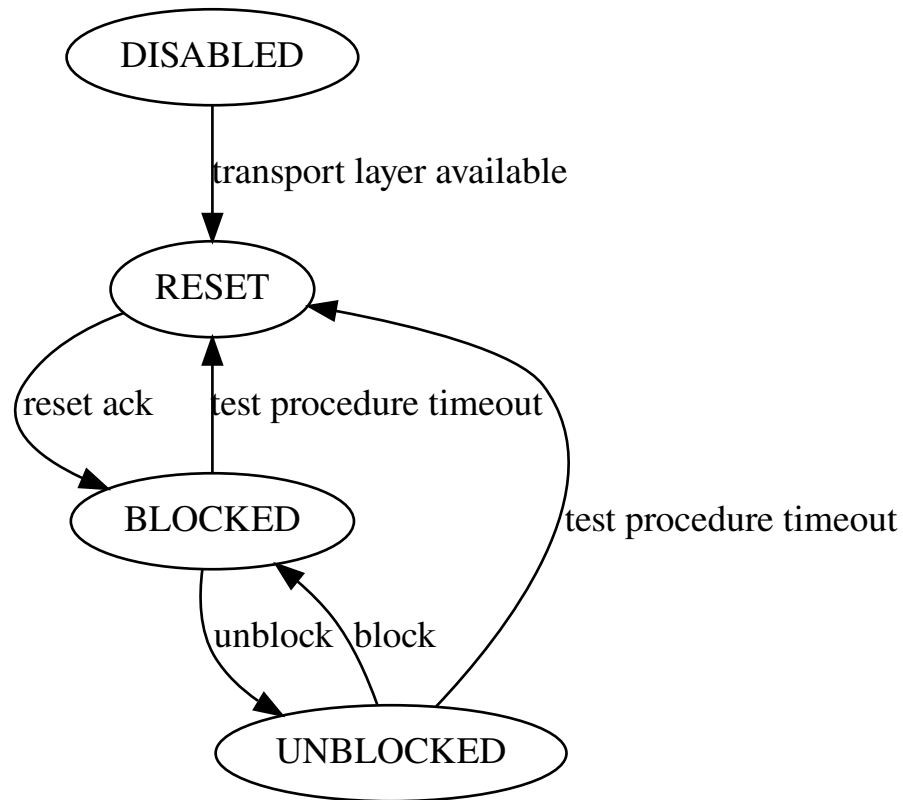 DISABLED
transport layer available
RESET
reset ack
test procedure timeout
BLOCKED
test procedure timeout
unblock
block
UNBLOCKED